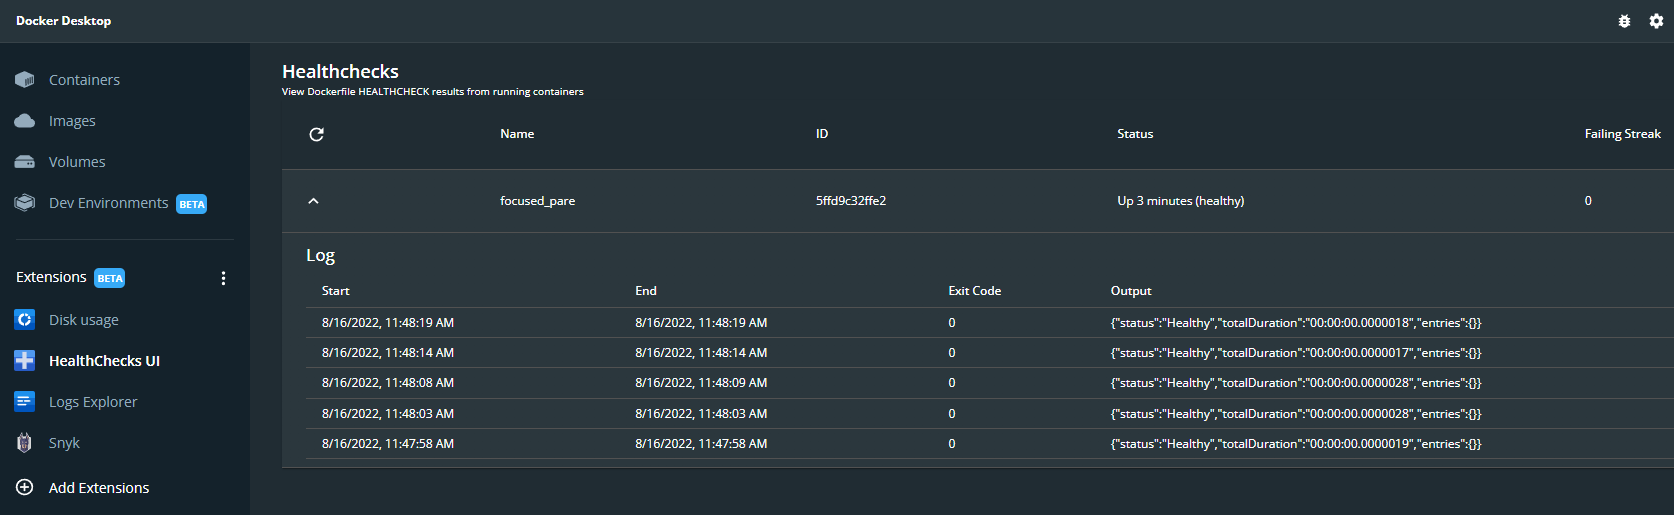 Docker Desktop
Containers
Images
Volumes
Dev Environments BETA
Extensions BETA
Disk usage
HealthChecks UI
Logs Explorer
Snyk
Add Extensions
Healthchecks
View Dockerfile HEALTHCHECK results from running containers
Name ID Status Failing Streak
focused_pare 5ffd9c32ffe2 Up 3 minutes (healthy) 0
Log
Start End Exit Code Output
8/16/2022, 11:48:19 AM 8/16/2022, 11:48:19 AM 0 {"status":"Healthy","totalDuration":"00:00:00.0000018","entries":{}}
8/16/2022, 11:48:14 AM 8/16/2022, 11:48:14 AM 0 {"status":"Healthy","totalDuration":"00:00:00.0000017","entries":{}}
8/16/2022, 11:48:08 AM 8/16/2022, 11:48:09 AM 0 {"status":"Healthy","totalDuration":"00:00:00.0000028","entries":{}}
8/16/2022, 11:48:03 AM 8/16/2022, 11:48:03 AM 0 {"status":"Healthy","totalDuration":"00:00:00.0000028","entries":{}}
8/16/2022, 11:47:58 AM 8/16/2022, 11:47:58 AM 0 {"status":"Healthy","totalDuration":"00:00:00.0000019","entries":{}}